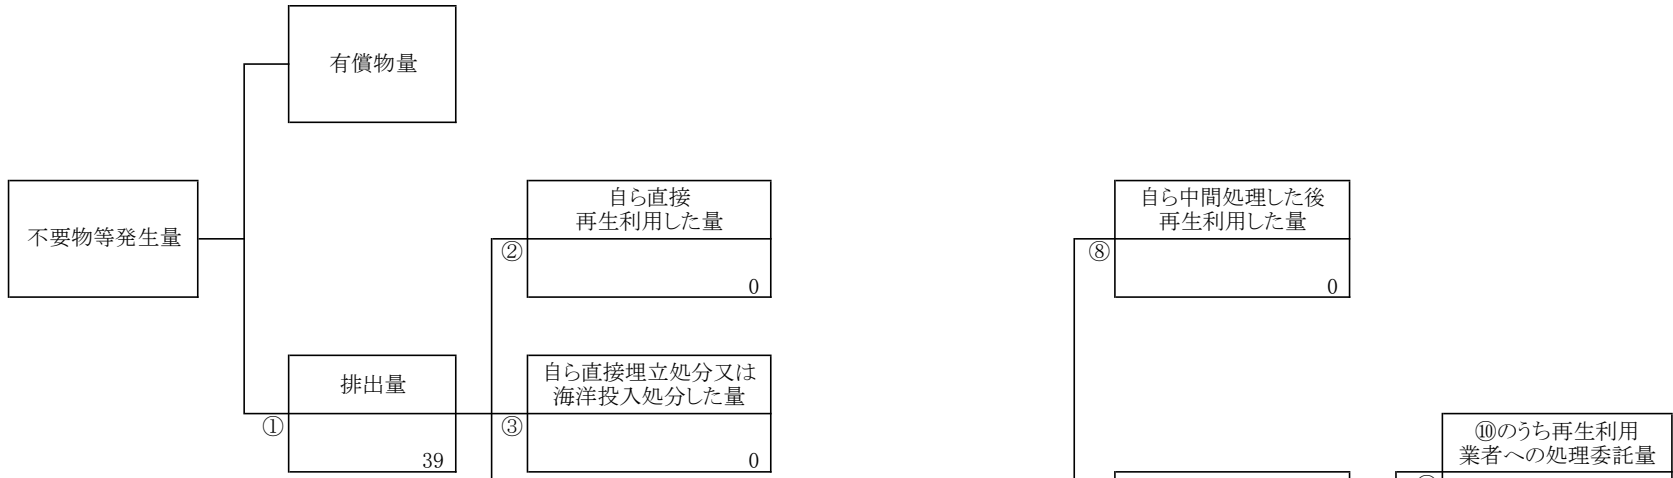 有償物量
不要物等発生量
自ら直接
再生利用した量
②
0
自ら中間処理した後
再生利用した量
⑧
0
排出量
①
39
自ら直接埋立処分又は
海洋投入処分した量
③
0
⑩のうち再生利用
業者への処理委託量